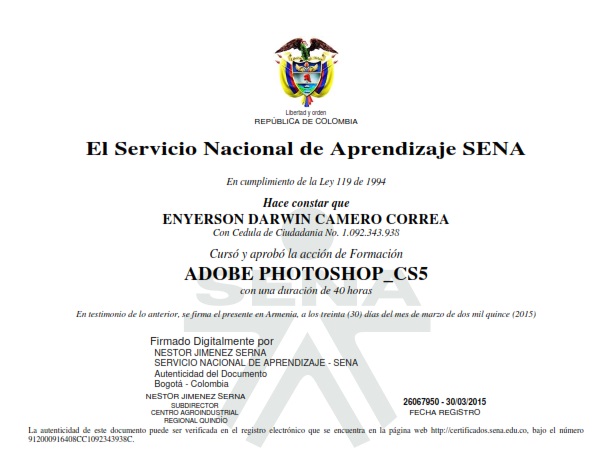 Libertad y orden
REPÚBLICA DE COLOMBIA
El Servicio Nacional de Aprendizaje SENA
En cumplimiento de la Ley 119 de 1994
Hace constar que
ENYERSON DARWIN CAMERO CORREA
Con Cedula de Ciudadania No. 1.092.343.938
Cursó y aprobó la acción de Formación
ADOBE PHOTOSHOP_CS5
con una duración de 40 horas
SENA
En testimonio de lo anterior, se firma el presente en Armenia, a los treinta (30) días del mes de marzo de dos mil quince (2015)
Firmado Digitalmente por
NESTOR JIMENEZ SERNA
SERVICIO NACIONAL DE APRENDIZAJE - SENA
Autenticidad del Documento
Bogotá - Colombia
NESTOR JIMENEZ SERNA
SUBDIRECTOR
CENTRO AGROINDUSTRIAL
REGIONAL QUINDÍO
26067950 - 30/03/2015
FECHA REGISTRO
La autenticidad de este documento puede ser verificada en el registro electrónico que se encuentra en la página web http://certificados.sena.edu.co, bajo el número
912000916408CC1092343938C.